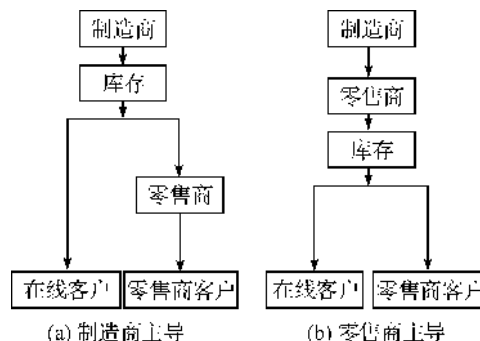 制造商
库存
零售商
在线客户
零售商客户
(a) 制造商主导
制造商
零售商
库存
在线客户
零售商客户
(b) 零售商主导